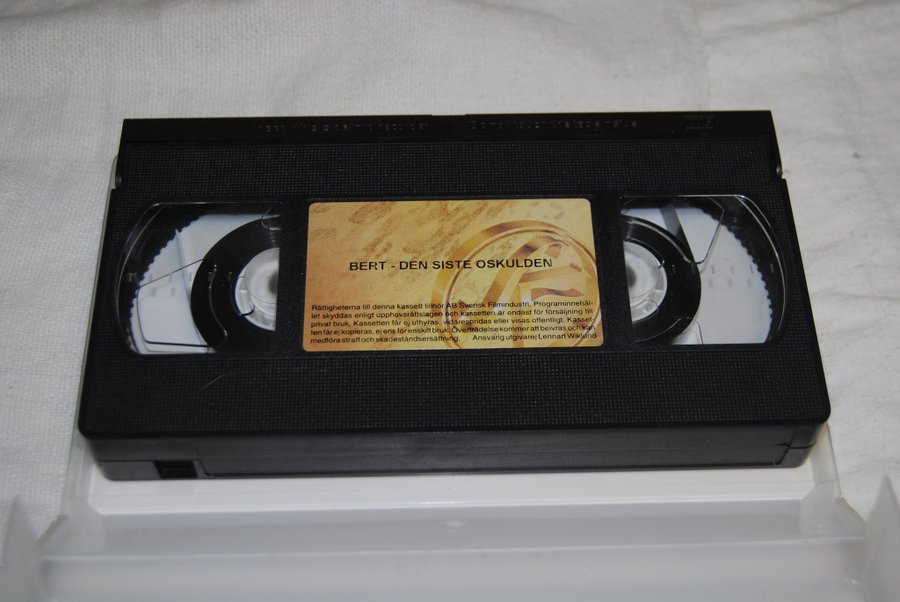 BERT - DEN SISTE OSKULDEN
Rättigheterna till denna kassett tillhör AB Svensk Filmindustri. Programinnehål-
let skyddas enligt upphovsrättslagen och kassetten är endast för försäljning till
privat bruk. Kassetten får ej uthyras, vidarespridas eller visas offentligt. Kasset-
ten får ej kopieras, ej ens för enskilt bruk. Överträdelse kommer att beivras och kan
medföra straff och skadeståndsersättning. Ansvarig utgivare: Lennart Wiklund